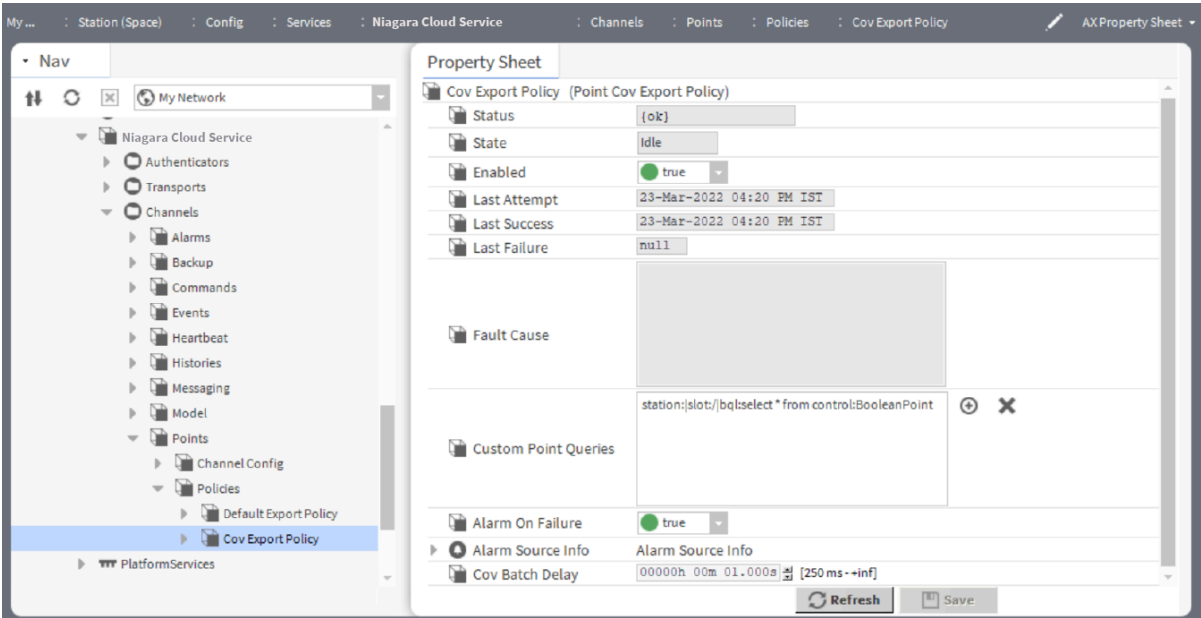 My ... : Station (Space) : Config : Services : Niagara Cloud Service : Channels : Points : Policies : Cov Export Policy AX Property Sheet
Nav
My Network
Niagara Cloud Service
Authenticators
Transports
Channels
Alarms
Backup
Commands
Events
Heartbeat
Histories
Messaging
Model
Points
Channel Config
Policies
Default Export Policy
Cov Export Policy
PlatformServices
Property Sheet
Cov Export Policy (Point Cov Export Policy)
Status {ok}
State Idle
Enabled true
Last Attempt 23-Mar-2022 04:20 PM IST
Last Success 23-Mar-2022 04:20 PM IST
Last Failure null
Fault Cause
Custom Point Queries station:|slot:/|bql:select * from control:BooleanPoint
Alarm On Failure true
Alarm Source Info Alarm Source Info
Cov Batch Delay 00000h 00m 01.000s [250 ms - +inf]
Refresh Save